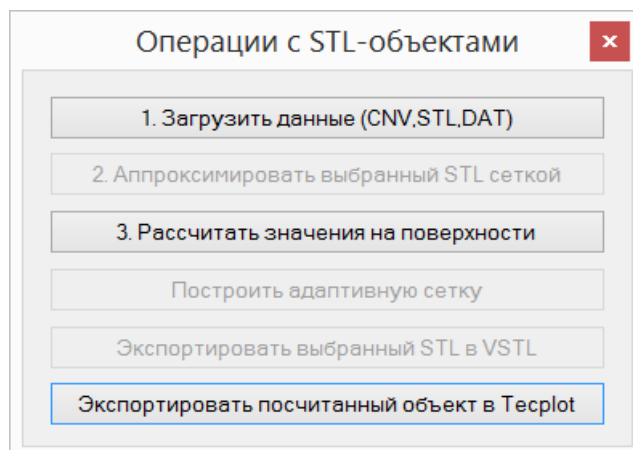 Операции с STL-объектами
1. Загрузить данные (CNV,STL,DAT)
2. Аппроксимировать выбранный STL сеткой
3. Рассчитать значения на поверхности
Построить адаптивную сетку
Экспортировать выбранный STL в VSTL
Экспортировать посчитанный объект в Tecplot